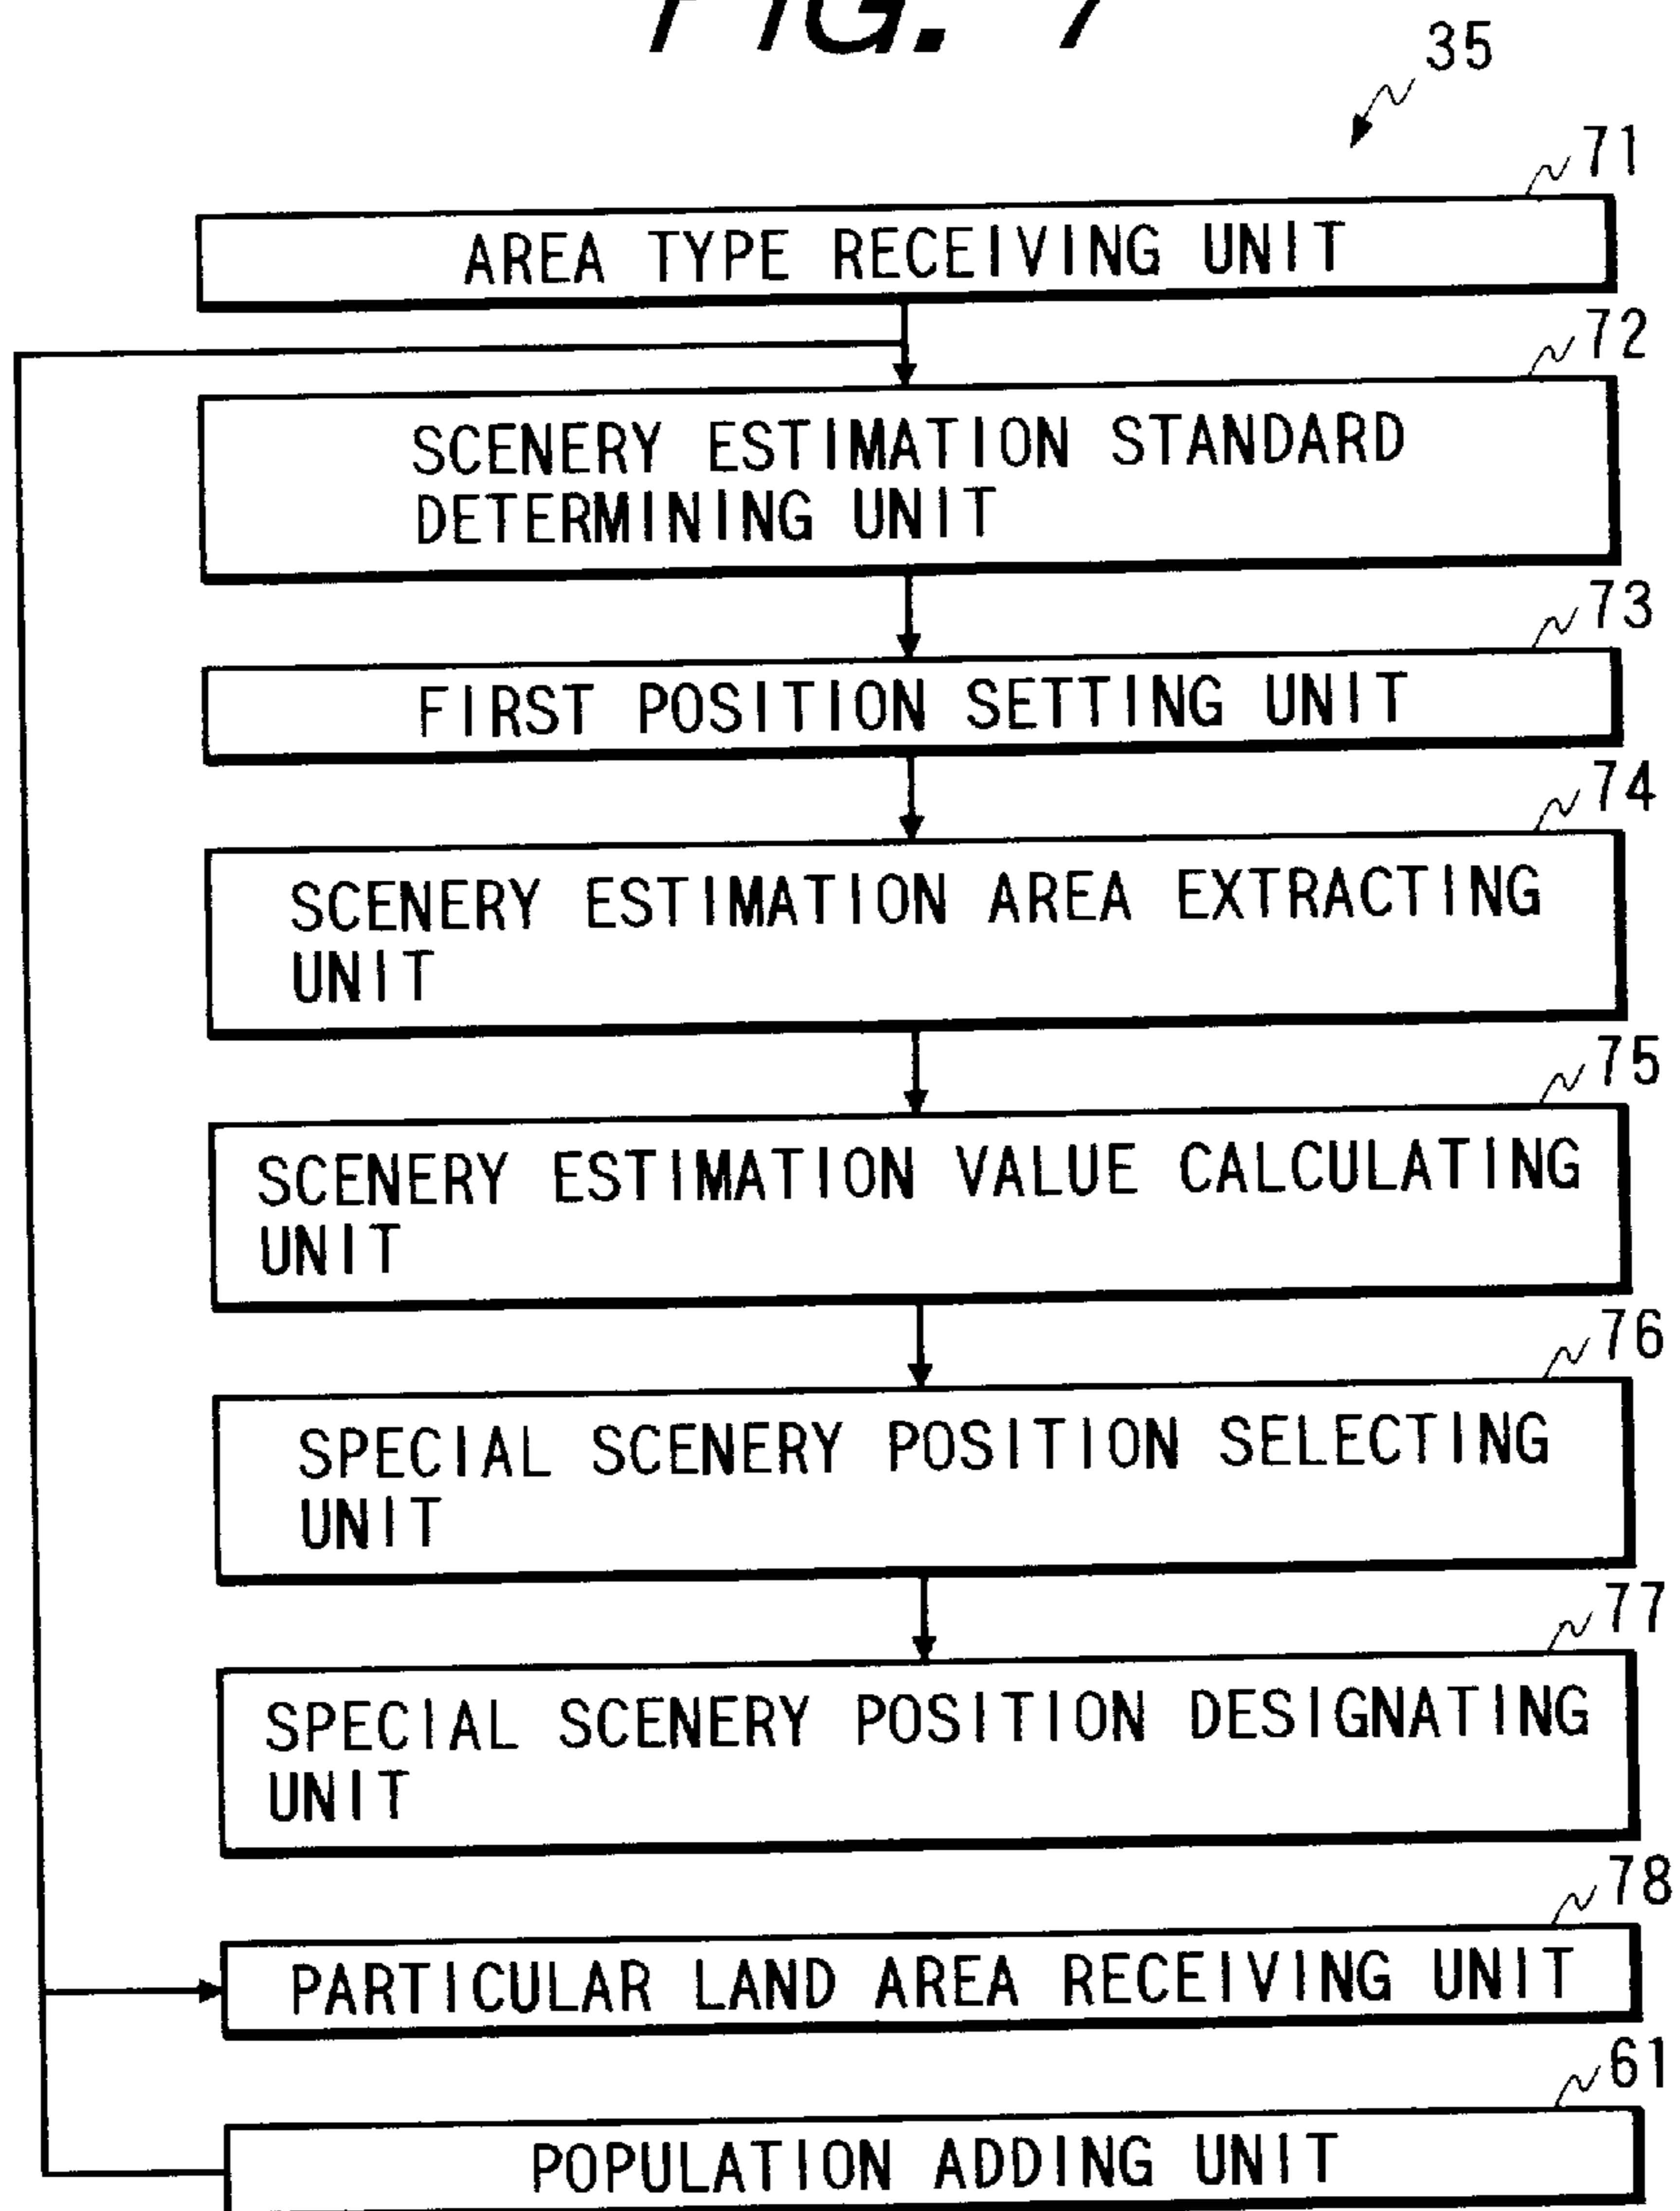 FIG. 7
35
71
AREA TYPE RECEIVING UNIT
72
SCENERY ESTIMATION STANDARD
DETERMINING UNIT
73
FIRST POSITION SETTING UNIT
74
SCENERY ESTIMATION AREA EXTRACTING
UNIT
75
SCENERY ESTIMATION VALUE CALCULATING
UNIT
76
SPECIAL SCENERY POSITION SELECTING
UNIT
77
SPECIAL SCENERY POSITION DESIGNATING
UNIT
78
PARTICULAR LAND AREA RECEIVING UNIT
61
POPULATION ADDING UNIT